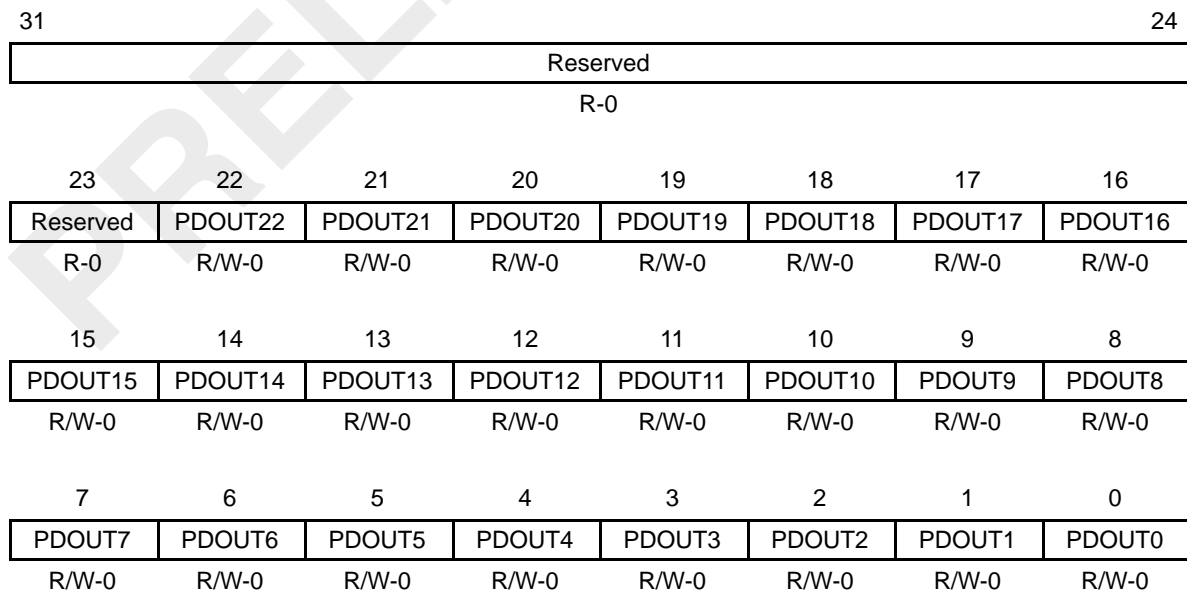 31 24
Reserved
R-0
23 22 21 20 19 18 17 16
Reserved PDOUT22 PDOUT21 PDOUT20 PDOUT19 PDOUT18 PDOUT17 PDOUT16
R-0 R/W-0 R/W-0 R/W-0 R/W-0 R/W-0 R/W-0 R/W-0
15 14 13 12 11 10 9 8
PDOUT15 PDOUT14 PDOUT13 PDOUT12 PDOUT11 PDOUT10 PDOUT9 PDOUT8
R/W-0 R/W-0 R/W-0 R/W-0 R/W-0 R/W-0 R/W-0 R/W-0
7 6 5 4 3 2 1 0
PDOUT7 PDOUT6 PDOUT5 PDOUT4 PDOUT3 PDOUT2 PDOUT1 PDOUT0
R/W-0 R/W-0 R/W-0 R/W-0 R/W-0 R/W-0 R/W-0 R/W-0